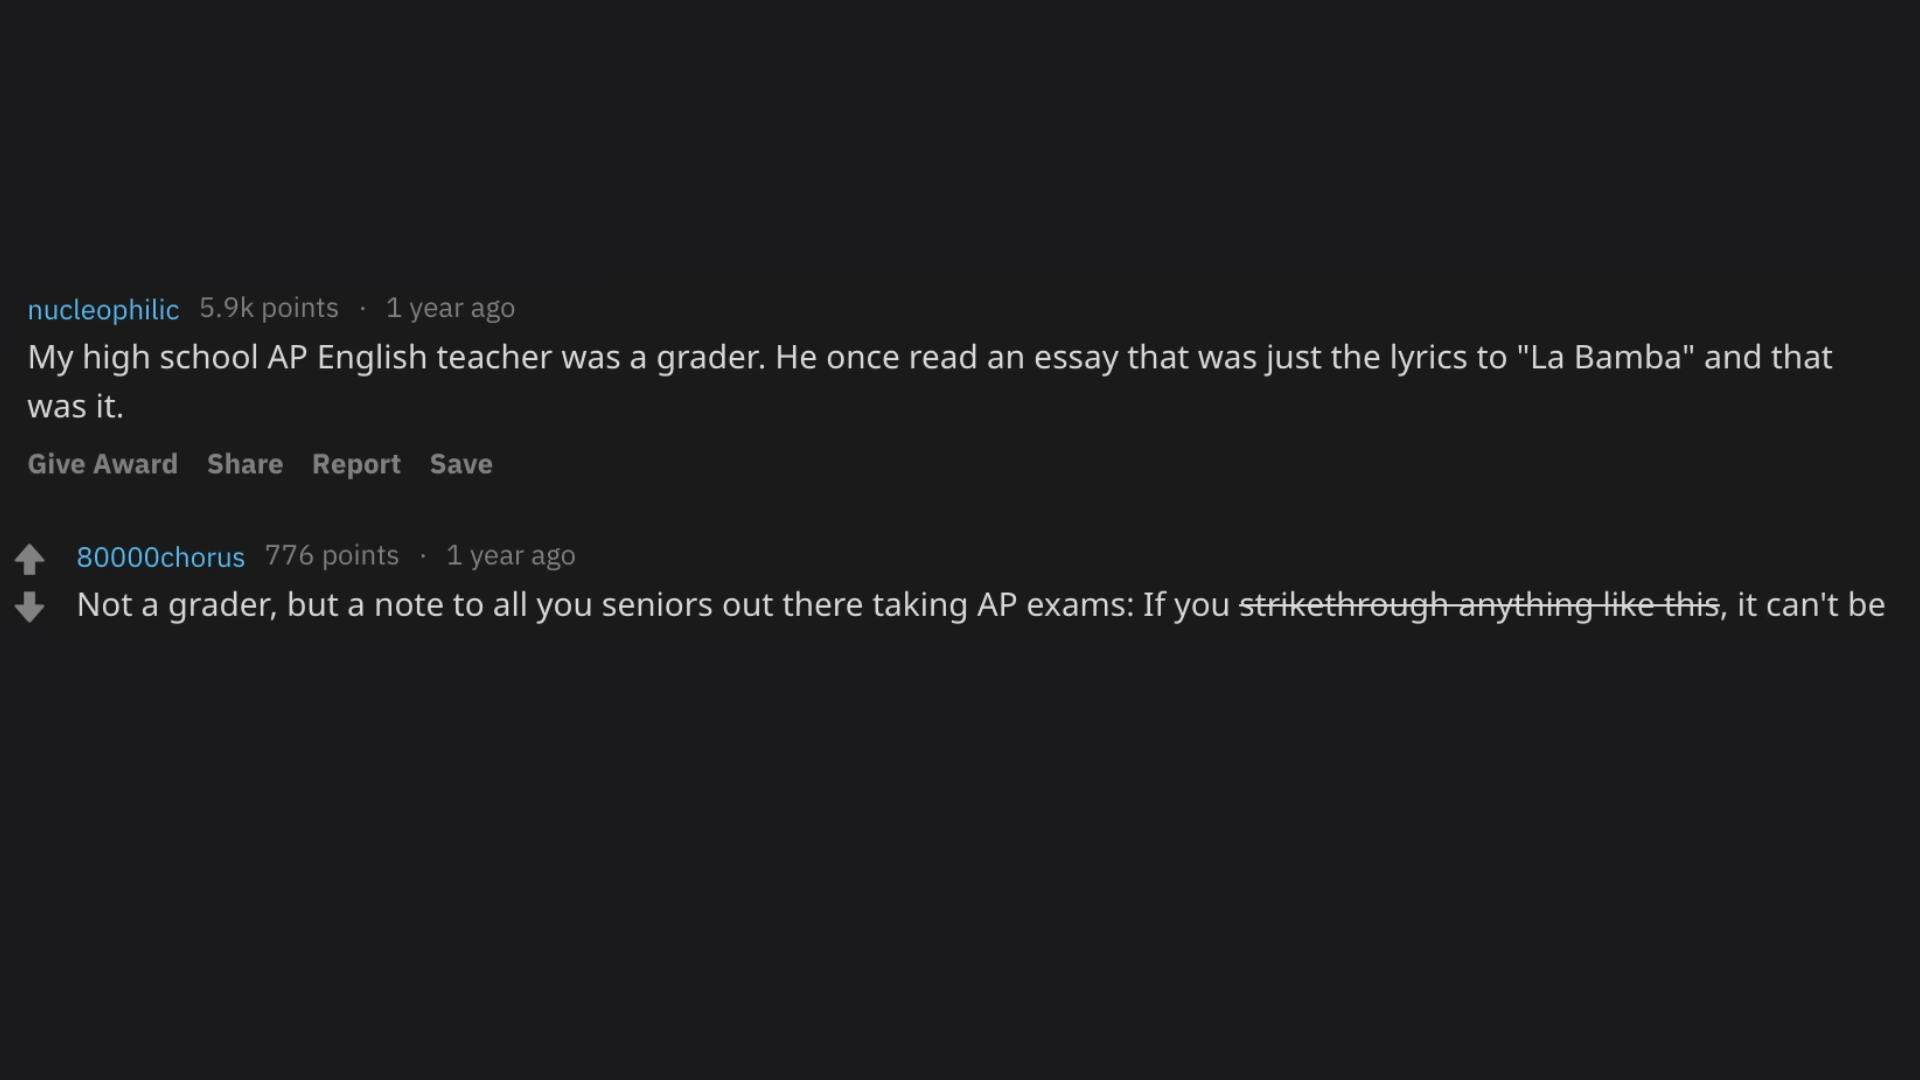 nucleophilic 5.9k points · 1 year ago
My high school AP English teacher was a grader. He once read an essay that was just the lyrics to "La Bamba" and that
was it.
Give Award Share Report Save
80000chorus 776 points · 1 year ago
Not a grader, but a note to all you seniors out there taking AP exams: If you strikethrough anything like this, it can't be